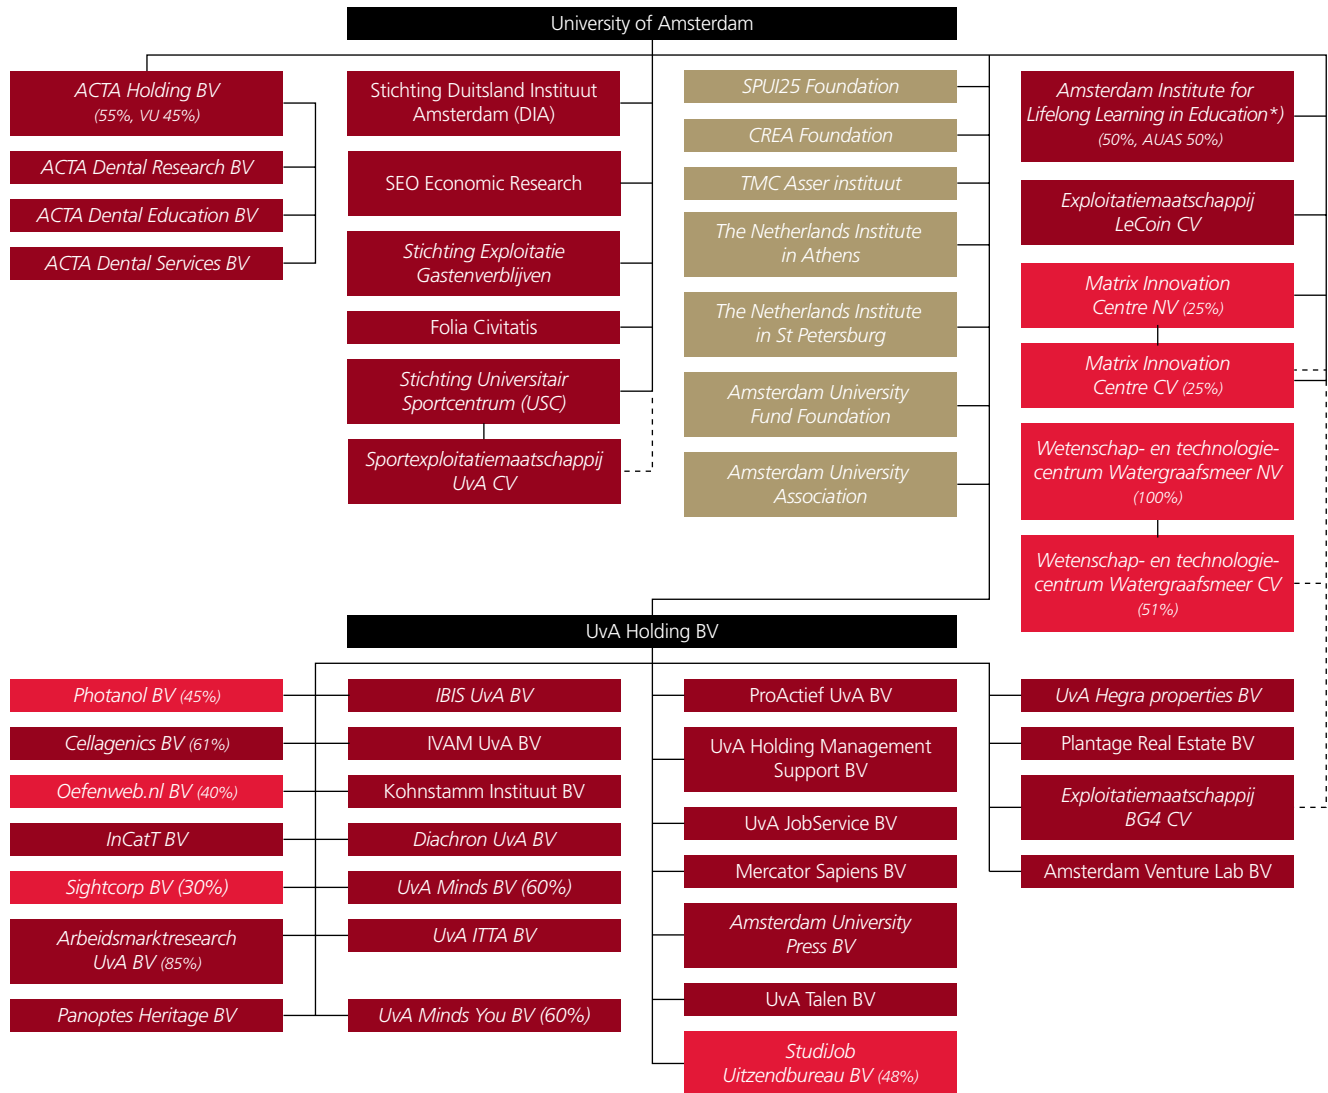 University of Amsterdam
ACTA Holding BV
(55%, VU 45%)
ACTA Dental Research BV
ACTA Dental Education BV
ACTA Dental Services BV
Stichting Duitsland Instituut
Amsterdam (DIA)
SEO Economic Research
Stichting Exploitatie
Gastenverblijven
Folia Civitatis
Stichting Universitair
Sportcentrum (USC)
Sportexploitatiemaatschappij
UvA CV
SPUI25 Foundation
CREA Foundation
TMC Asser instituut
The Netherlands Institute
in Athens
The Netherlands Institute
in St Petersburg
Amsterdam University
Fund Foundation
Amsterdam University
Association
Amsterdam Institute for
Lifelong Learning in Education*)
(50%, AUAS 50%)
Exploitatiemaatschappij
LeCoin CV
Matrix Innovation
Centre NV (25%)
Matrix Innovation
Centre CV (25%)
Wetenschap- en technologie-
centrum Watergraafsmeer NV
(100%)
Wetenschap- en technologie-
centrum Watergraafsmeer CV
(51%)
UvA Holding BV
Photanol BV (45%)
Cellagenics BV (61%)
Oefenweb.nl BV (40%)
InCatT BV
Sightcorp BV (30%)
Arbeidsmarktresearch
UvA BV (85%)
Panoptes Heritage BV
IBIS UvA BV
IVAM UvA BV
Kohnstamm Instituut BV
Diachron UvA BV
UvA Minds BV (60%)
UvA ITTA BV
UvA Minds You BV (60%)
ProActief UvA BV
UvA Holding Management
Support BV
UvA JobService BV
Mercator Sapiens BV
Amsterdam University
Press BV
UvA Talen BV
StudiJob
Uitzendbureau BV (48%)
UvA Hegra properties BV
Plantage Real Estate BV
Exploitatiemaatschappij
BG4 CV
Amsterdam Venture Lab BV